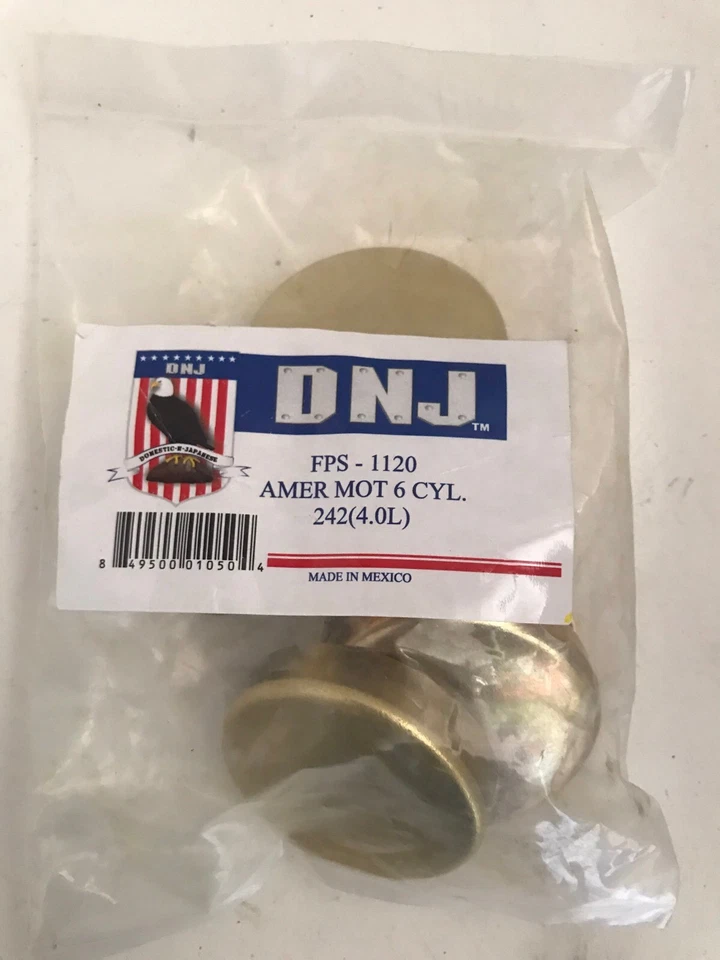 DNJ
DOMESTIC-N-JAPANESE
DNJ™
FPS - 1120
AMER MOT 6 CYL.
242(4.0L)
8 49500 01050 4
MADE IN MEXICO